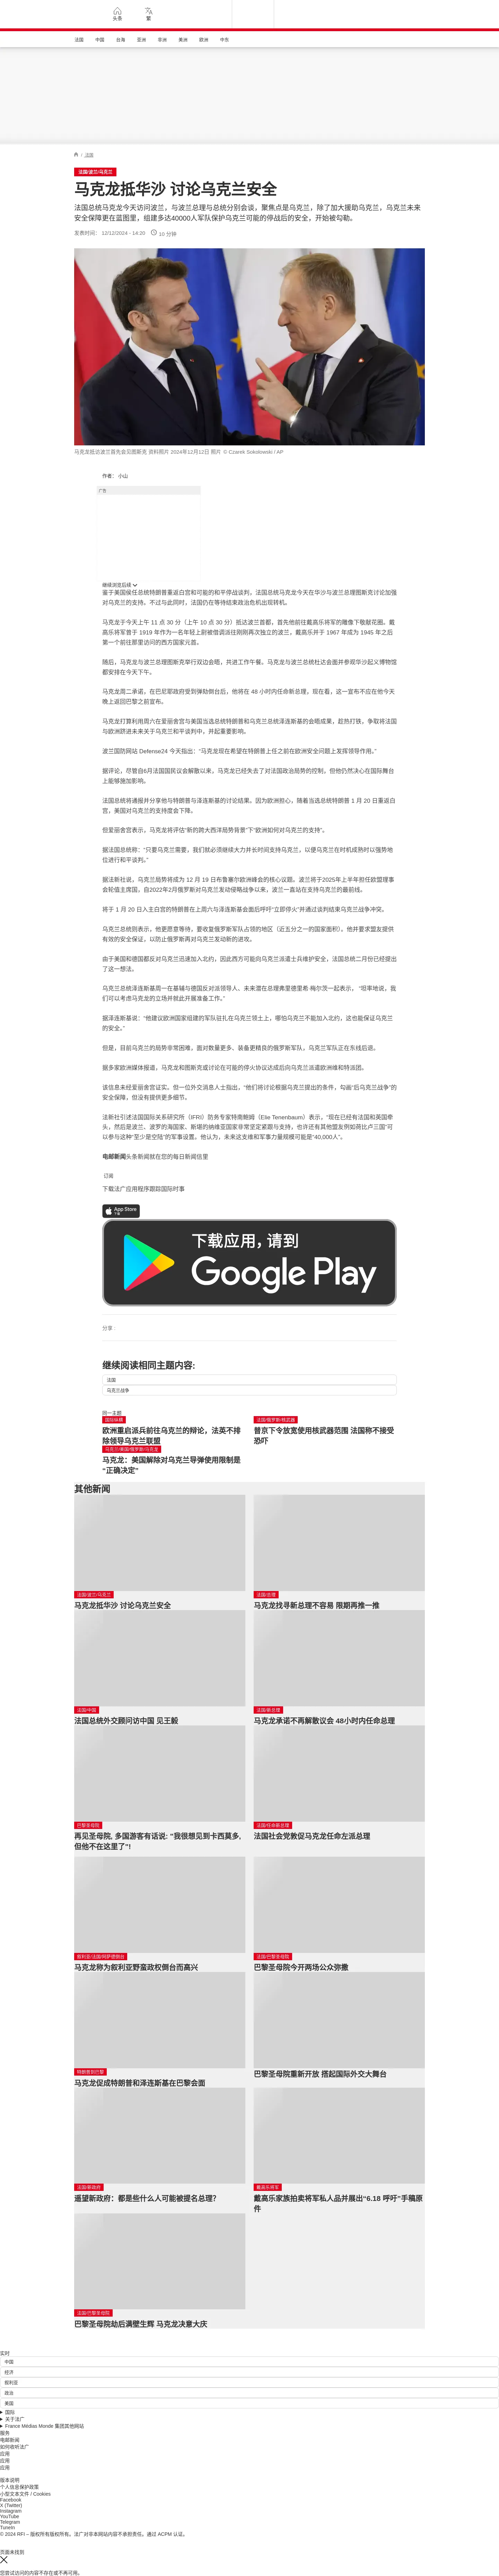 头条
繁
法国
中国
台海
亚洲
非洲
美洲
欧洲
中东
/ 法国
法国/波兰/乌克兰
马克龙抵华沙 讨论乌克兰安全
法国总统马克龙今天访问波兰，与波兰总理与总统分别会谈，聚焦点是乌克兰，除了加大援助乌克兰，乌克兰未来安全保障更在蓝图里，组建多达40000人军队保护乌克兰可能的停战后的安全，开始被勾勒。
发表时间： 12/12/2024 - 14:20
10 分钟
马克龙抵访波兰首先会见图斯克 资料照片 2024年12月12日 照片 © Czarek Sokolowski / AP
作者： 小山
广告
继续浏览后续
鉴于美国侯任总统特朗普重返白宫和可能的和平停战谈判，法国总统马克龙今天在华沙与波兰总理图斯克讨论加强对乌克兰的支持。不过与此同时，法国仍在等待结束政治危机出现转机。
马克龙于今天上午 11 点 30 分（上午 10 点 30 分）抵达波兰首都，首先他前往戴高乐将军的雕像下敬献花圈。戴高乐将军曾于 1919 年作为一名年轻上尉被借调派往刚刚再次独立的波兰，戴高乐并于 1967 年成为 1945 年之后第一个前往那里访问的西方国家元首。
随后，马克龙与波兰总理图斯克举行双边会晤，共进工作午餐。马克龙与波兰总统杜达会面并参观华沙起义博物馆都安排在今天下午。
马克龙周二承诺，在巴尼耶政府受到弹劾倒台后，他将在 48 小时内任命新总理，现在看，这一宣布不应在他今天晚上返回巴黎之前宣布。
马克龙打算利用周六在爱丽舍宫与美国当选总统特朗普和乌克兰总统泽连斯基的会晤成果，趁热打铁，争取将法国与欧洲跻进未来关于乌克兰和平谈判中，并起重要影响。
波兰国防网站 Defense24 今天指出：“马克龙现在希望在特朗普上任之前在欧洲安全问题上发挥领导作用。”
据评论，尽管自6月法国国民议会解散以来，马克龙已经失去了对法国政治局势的控制，但他仍然决心在国际舞台上能够施加影响。
法国总统将通报并分享他与特朗普与泽连斯基的讨论结果。因为欧洲担心，随着当选总统特朗普 1 月 20 日重返白宫，美国对乌克兰的支持度会下降。
但爱丽舍宫表示，马克龙将评估“新的跨大西洋局势背景”下“欧洲如何对乌克兰的支持”。
据法国总统称：“只要乌克兰需要，我们就必须继续大力并长时间支持乌克兰，以便乌克兰在时机成熟时以强势地位进行和平谈判。”
据法新社说，乌克兰局势将成为 12 月 19 日布鲁塞尔欧洲峰会的核心议题。波兰将于2025年上半年担任欧盟理事会轮值主席国，自2022年2月俄罗斯对乌克兰发动侵略战争以来，波兰一直站在支持乌克兰的最前线。
将于 1 月 20 日入主白宫的特朗普在上周六与泽连斯基会面后呼吁“立即停火”并通过谈判结束乌克兰战争冲突。
乌克兰总统则表示，他更愿意等待，要收复俄罗斯军队占领的地区（近五分之一的国家面积）。他并要求盟友提供有效的安全保证，以防止俄罗斯再对乌克兰发动新的进攻。
由于美国和德国都反对乌克兰迅速加入北约，因此西方可能向乌克兰派遣士兵维护安全，法国总统二月份已经提出了这一想法。
乌克兰总统泽连斯基周一在基辅与德国反对派领导人、未来潜在总理弗里德里希·梅尔茨一起表示， “坦率地说，我们可以考虑马克龙的立场并就此开展准备工作。”
据泽连斯基说：“他建议欧洲国家组建的军队驻扎在乌克兰领土上，哪怕乌克兰不能加入北约，这也能保证乌克兰的安全。”
但是，目前乌克兰的局势非常困难，面对数量更多、装备更精良的俄罗斯军队，乌克兰军队正在东线后退。
据多家欧洲媒体报道，马克龙和图斯克或讨论在可能的停火协议达成后向乌克兰派遣欧洲维和特派团。
该信息未经爱丽舍宫证实。但一位外交消息人士指出，“他们将讨论根据乌克兰提出的条件，勾画“后乌克兰战争”的安全保障，但没有提供更多细节。
法新社引述法国国际关系研究所（IFRI）防务专家特南鲍姆（Elie Tenenbaum）表示，“现在已经有法国和英国牵头，然后是波兰、波罗的海国家、斯堪的纳维亚国家非常坚定紧跟与支持，也许还有其他盟友例如荷比卢三国”可以参与这种“至少是空陆”的军事设置。他认为，未来这支维和军事力量规模可能是“40,000人”。
电邮新闻头条新闻就在您的每日新闻信里
订阅
下载法广应用程序跟踪国际时事
App Store
下载
下载应用，请到
Google Play
分享 :
继续阅读相同主题内容:
法国
乌克兰战争
同一主题
国际纵横
欧洲重启派兵前往乌克兰的辩论，法英不排除领导乌克兰联盟
法国/俄罗斯/核武器
普京下令放宽使用核武器范围 法国称不接受恐吓
乌克兰/美国/俄罗斯/马克龙
马克龙：美国解除对乌克兰导弹使用限制是“正确决定”
其他新闻
法国/波兰/乌克兰
马克龙抵华沙 讨论乌克兰安全
法国/总理
马克龙找寻新总理不容易 限期再推一推
法国/中国
法国总统外交顾问访中国 见王毅
法国/新总理
马克龙承诺不再解散议会 48小时内任命总理
巴黎圣母院
再见圣母院, 多国游客有话说: “我很想见到卡西莫多, 但他不在这里了”!
法国/任命新总理
法国社会党敦促马克龙任命左派总理
叙利亚/法国/阿萨德倒台
马克龙称为叙利亚野蛮政权倒台而高兴
法国/巴黎圣母院
巴黎圣母院今开两场公众弥撒
特朗普到巴黎
马克龙促成特朗普和泽连斯基在巴黎会面
巴黎圣母院重新开放 搭起国际外交大舞台
法国/新政府
遥望新政府：都是些什么人可能被提名总理？
戴高乐将军
戴高乐家族拍卖将军私人品并展出“6.18 呼吁”手稿原件
法国/巴黎圣母院
巴黎圣母院劫后满壁生辉 马克龙决意大庆
实时
中国
经济
叙利亚
政治
美国
国际
关于法广
France Médias Monde 集团其他网站
服务
电邮新闻
如何收听法广
应用
应用
应用
版本说明
个人信息保护政策
小型文本文件 / Cookies
Facebook
X (Twitter)
Instagram
YouTube
Telegram
TuneIn
© 2024 RFI – 版权所有版权所有。法广对非本网站内容不承担责任。通过 ACPM 认证。
页面未找到
您尝试访问的内容不存在或不再可用。